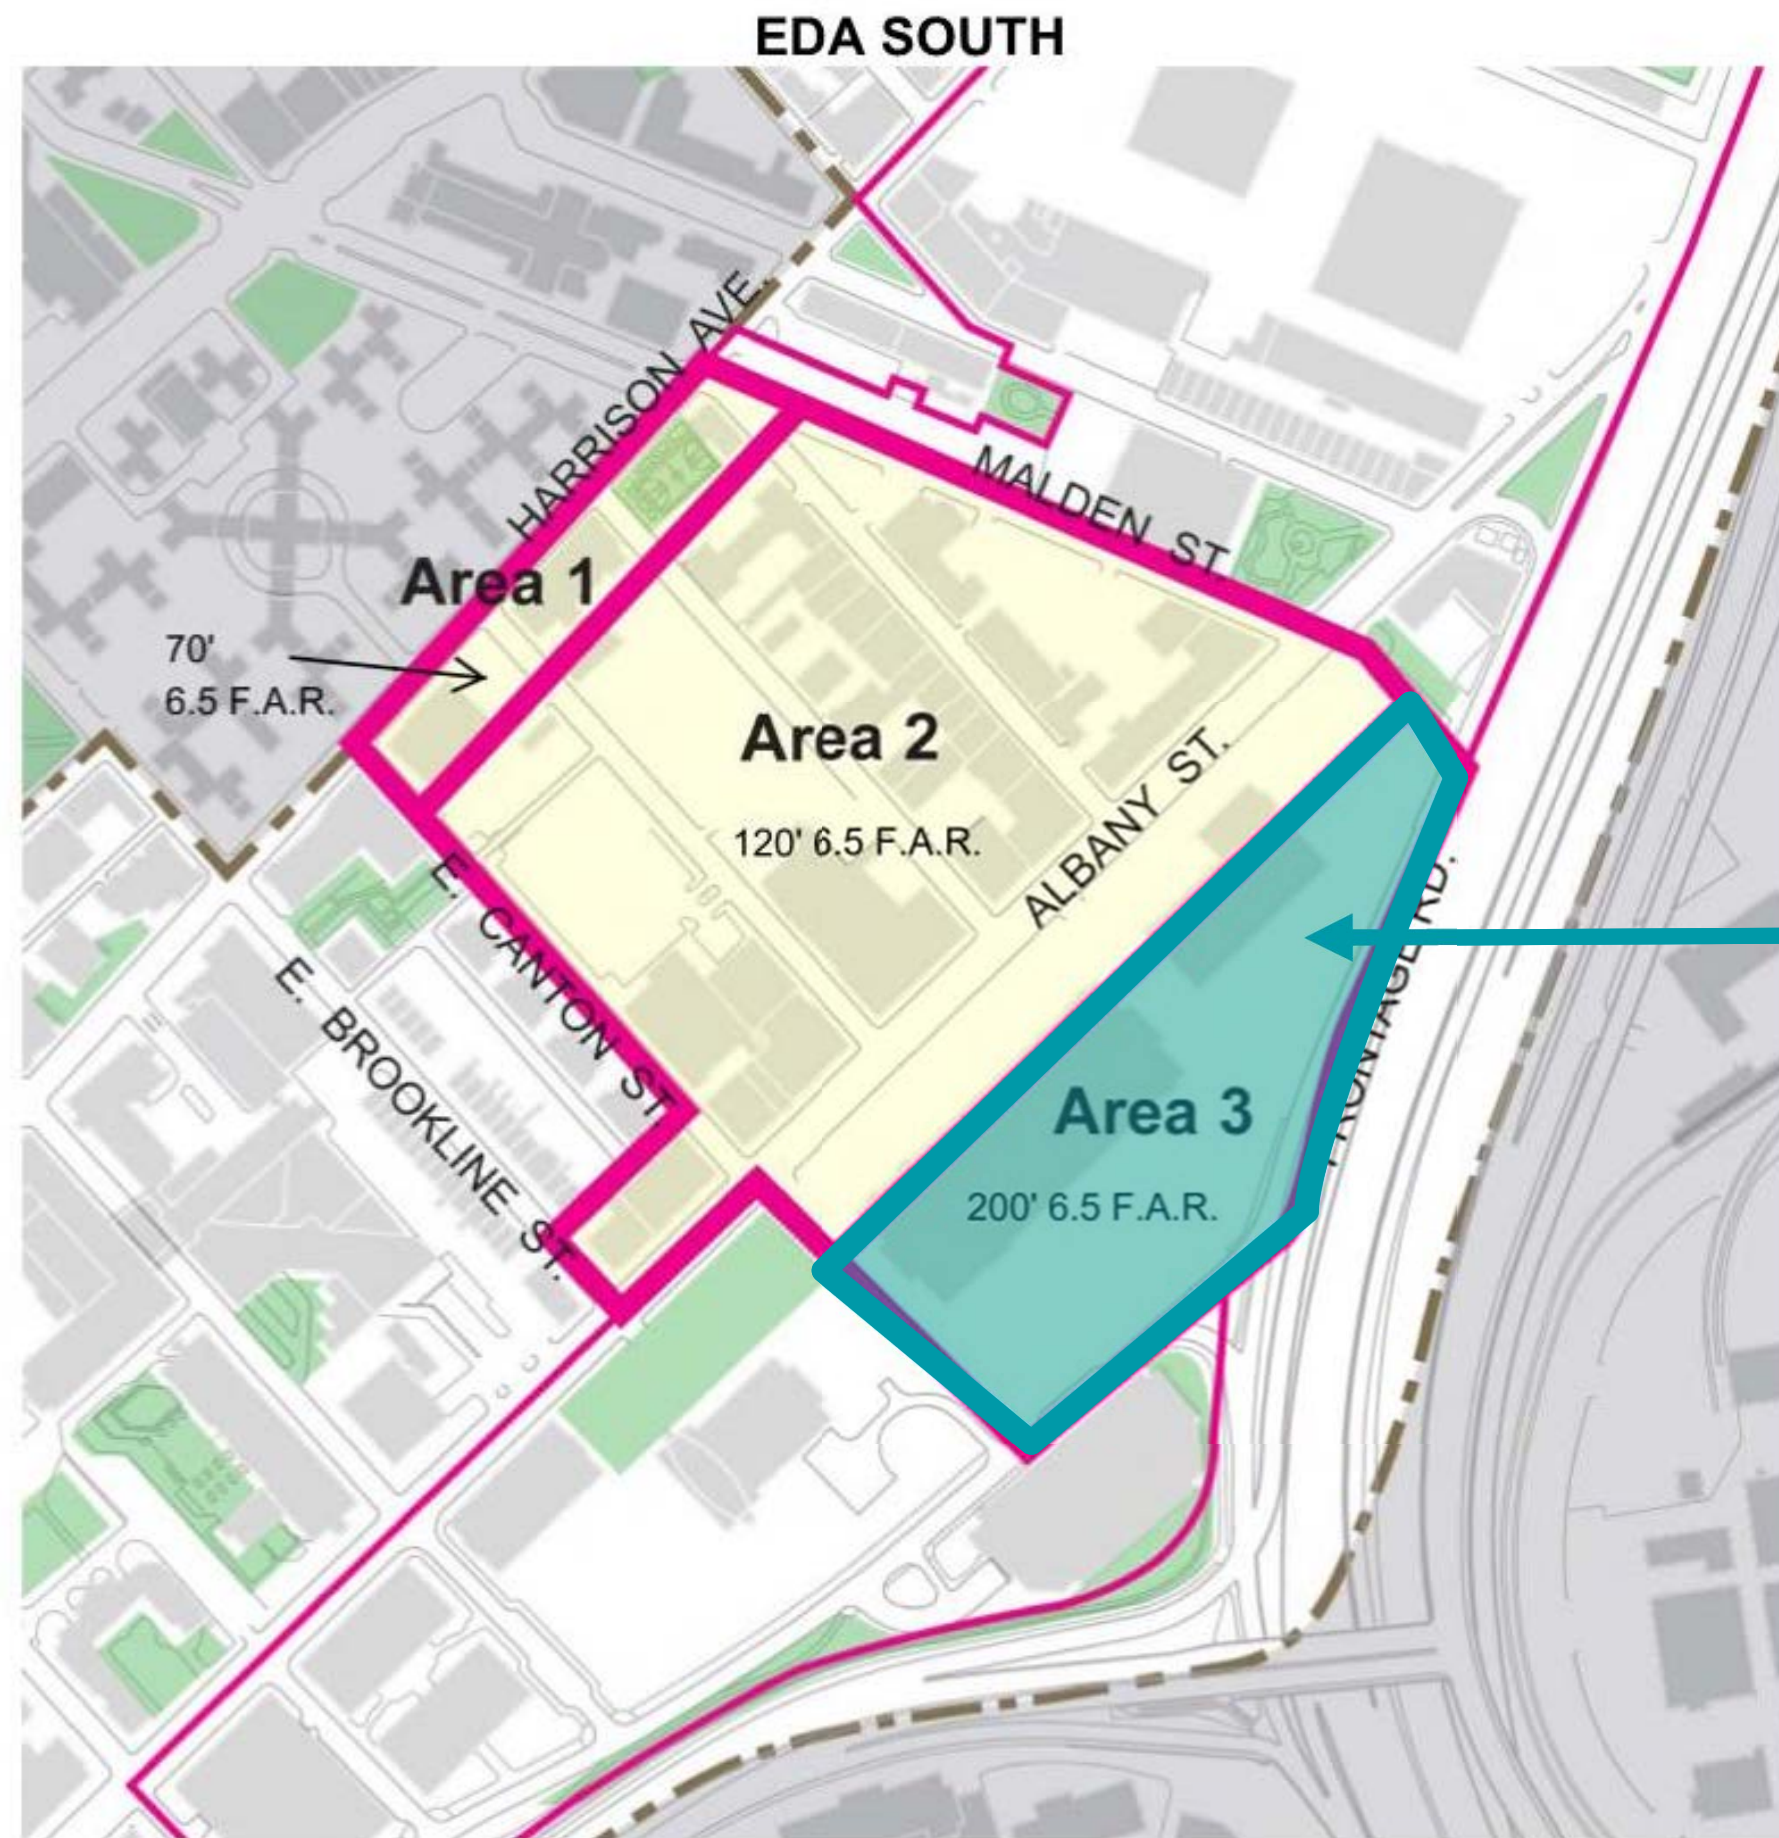 EDA SOUTH
HARRISON AVE.
MALDEN ST.
Area 1
70'
6.5 F.A.R.
Area 2
120' 6.5 F.A.R.
ALBANY ST.
E. CANTON ST.
E. BROOKLINE ST.
FRONTAGE RD.
Area 3
200' 6.5 F.A.R.